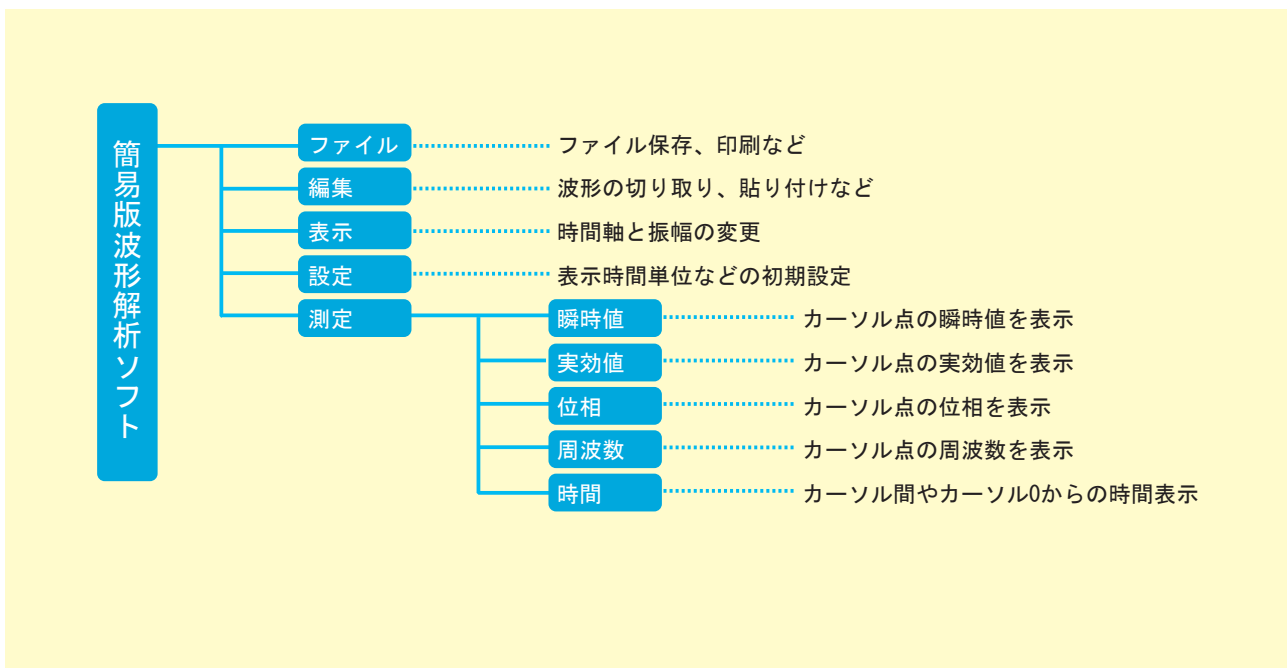 簡易版波形解析ソフト
ファイル ファイル保存、印刷など
編集 波形の切り取り、貼り付けなど
表示 時間軸と振幅の変更
設定 表示時間単位などの初期設定
測定 瞬時値 カーソル点の瞬時値を表示
実効値 カーソル点の実効値を表示
位相 カーソル点の位相を表示
周波数 カーソル点の周波数を表示
時間 カーソル間やカーソル0からの時間表示